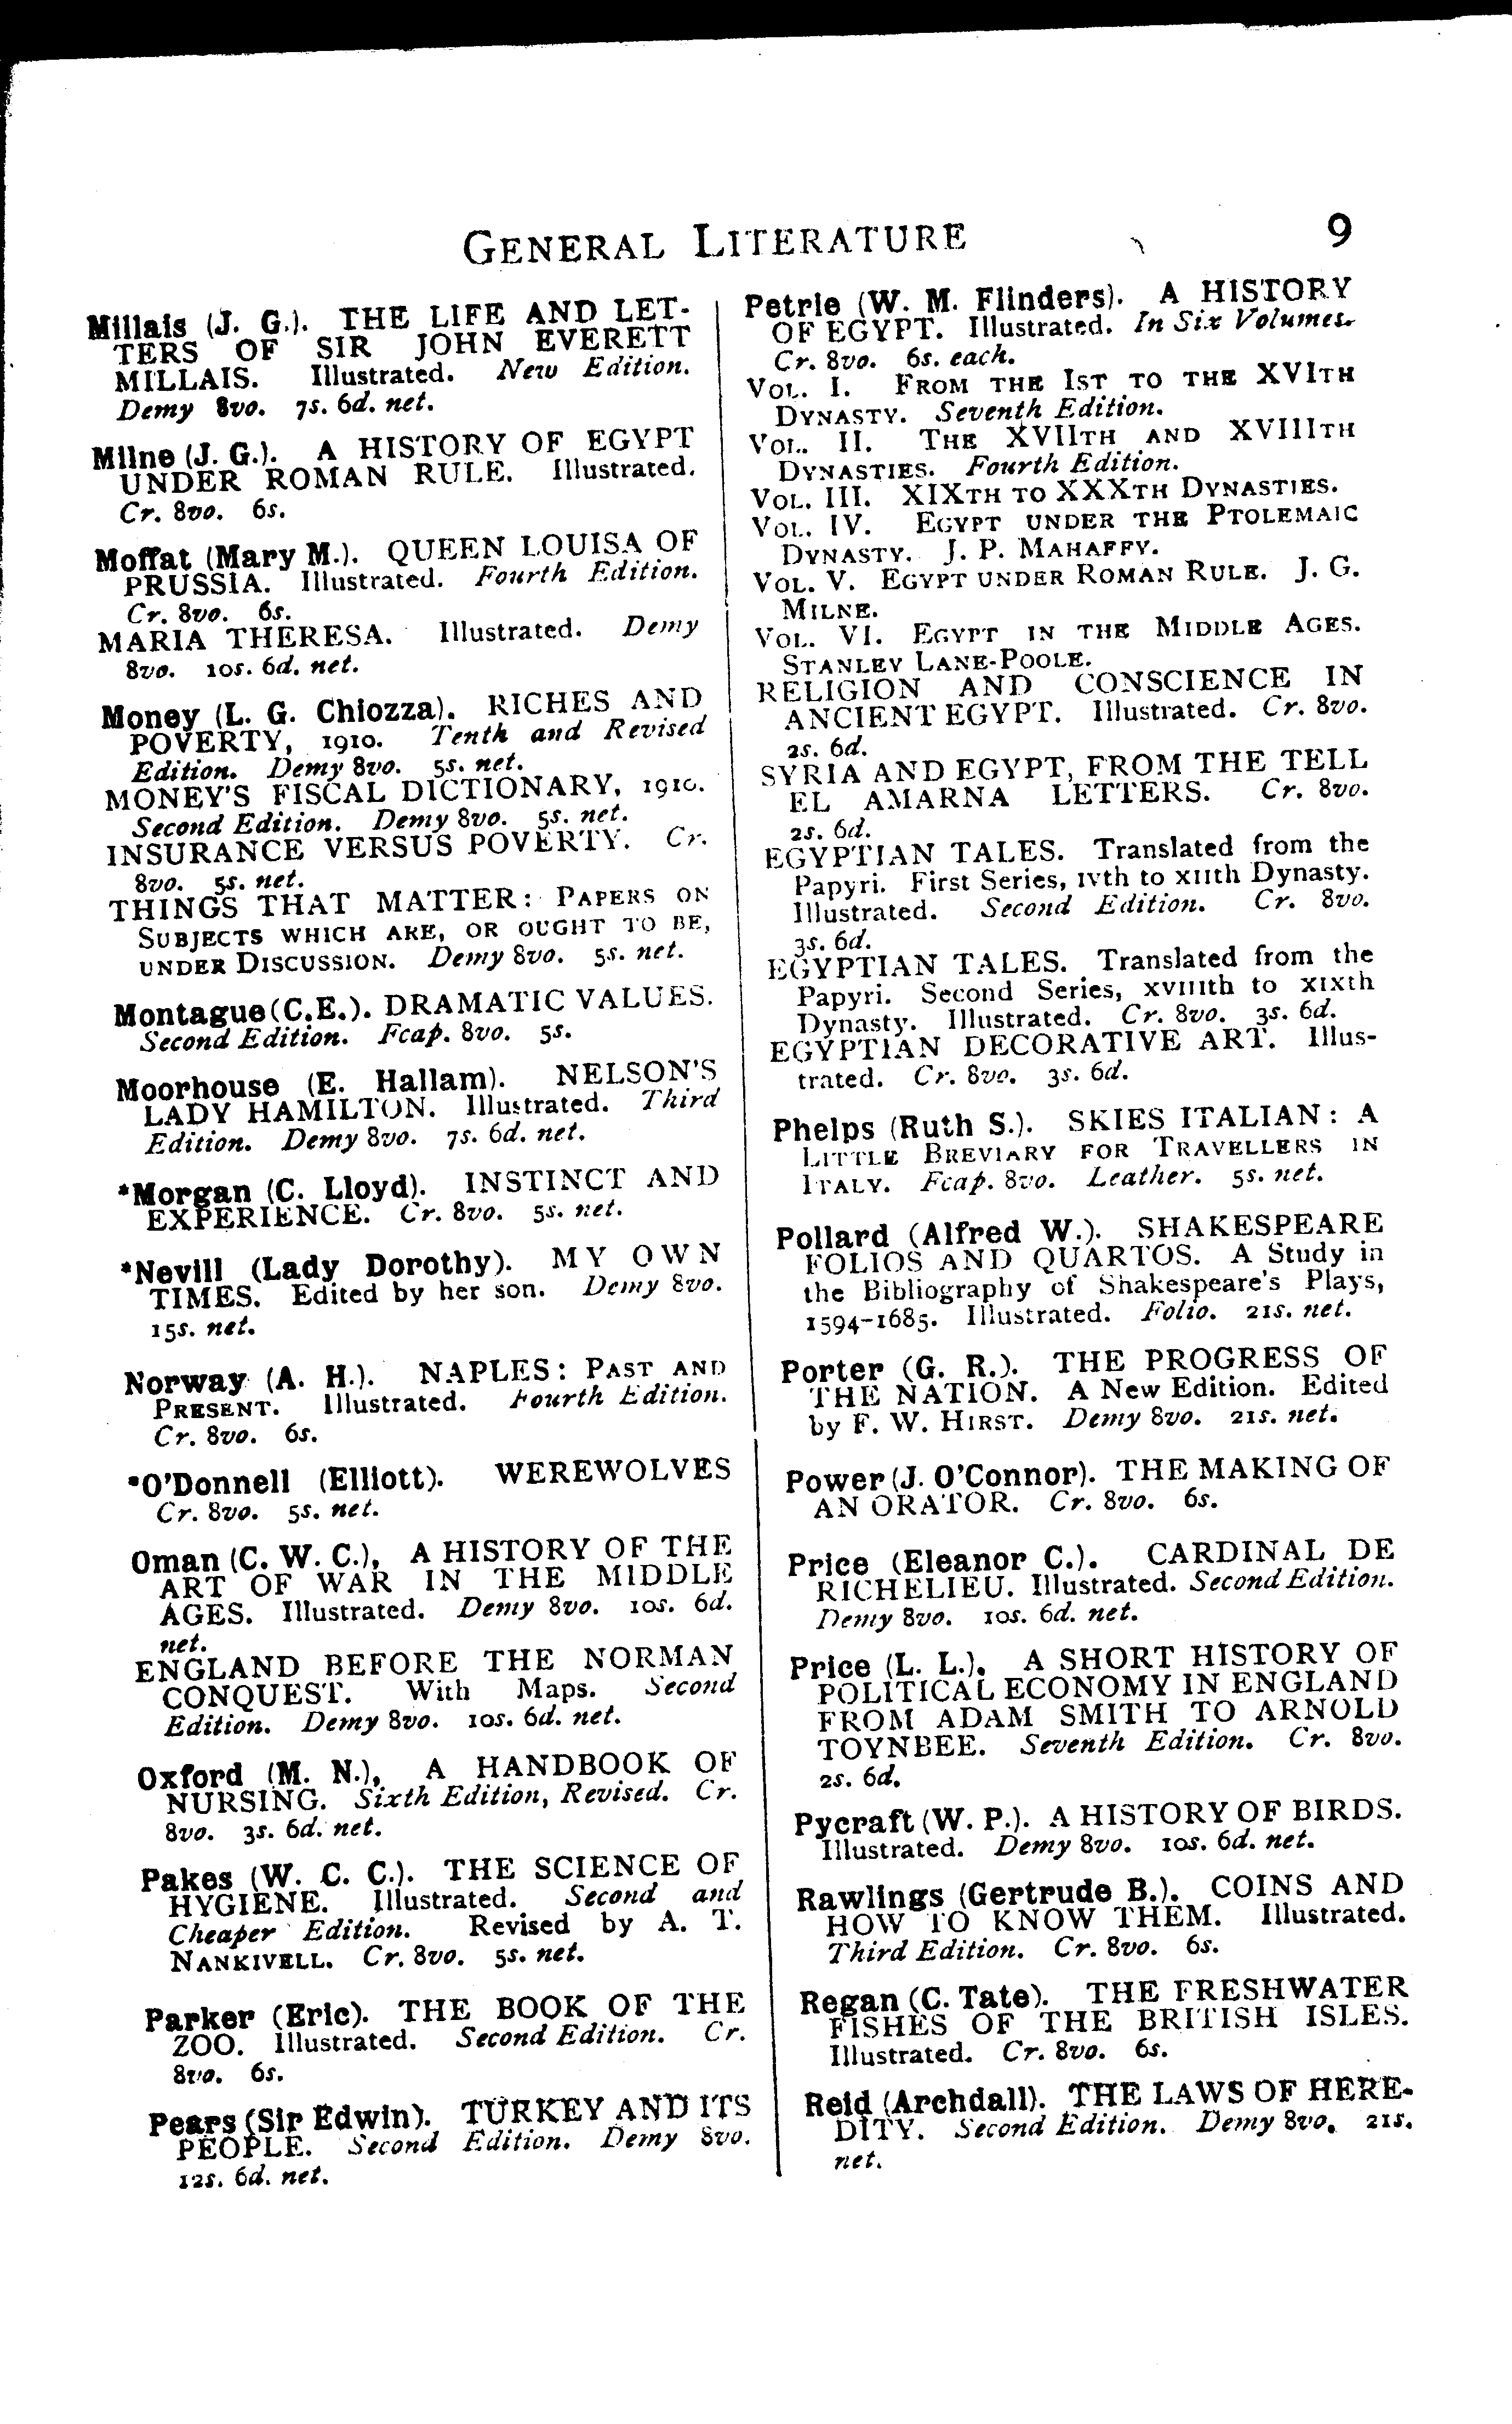 GENERAL LITERATURE 9
Millais (J. G.). THE LIFE AND LET-
TERS OF SIR JOHN EVERETT
MILLAIS. Illustrated. New Edition.
Demy 8vo. 7s. 6d. net.
Milne (J. G.). A HISTORY OF EGYPT
UNDER ROMAN RULE. Illustrated.
Cr. 8vo. 6s.
Moffat (Mary M.). QUEEN LOUISA OF
PRUSSIA. Illustrated. Fourth Edition.
Cr. 8vo. 6s.
MARIA THERESA. Illustrated. Demy
8vo. 10s. 6d. net.
Money (L. G. Chiozza). RICHES AND
POVERTY, 1910. Tenth and Revised
Edition. Demy 8vo. 5s. net.
MONEY'S FISCAL DICTIONARY, 1910.
Second Edition. Demy 8vo. 5s. net.
INSURANCE VERSUS POVERTY. Cr.
8vo. 5s. net.
THINGS THAT MATTER: PAPERS ON
SUBJECTS WHICH ARE, OR OUGHT TO BE,
UNDER DISCUSSION. Demy 8vo. 5s. net.
Montague (C.E.). DRAMATIC VALUES.
Second Edition. Fcap. 8vo. 5s.
Moorhouse (E. Hallam). NELSON'S
LADY HAMILTON. Illustrated. Third
Edition. Demy 8vo. 7s. 6d. net.
*Morgan (C. Lloyd). INSTINCT AND
EXPERIENCE. Cr. 8vo. 5s. net.
*Nevill (Lady Dorothy). MY OWN
TIMES. Edited by her son. Demy 8vo.
15s. net.
Norway (A. H.). NAPLES: PAST AND
PRESENT. Illustrated. Fourth Edition.
Cr. 8vo. 6s.
*O'Donnell (Elliott). WEREWOLVES
Cr. 8vo. 5s. net.
Oman (C. W. C.), A HISTORY OF THE
ART OF WAR IN THE MIDDLE
AGES. Illustrated. Demy 8vo. 10s. 6d.
net.
ENGLAND BEFORE THE NORMAN
CONQUEST. With Maps. Second
Edition. Demy 8vo. 10s. 6d. net.
Oxford (M. N.), A HANDBOOK OF
NURSING. Sixth Edition, Revised. Cr.
8vo. 3s. 6d. net.
Pakes (W. C. C.). THE SCIENCE OF
HYGIENE. Illustrated. Second and
Cheaper Edition. Revised by A. T.
NANKIVELL. Cr. 8vo. 5s. net.
Parker (Eric). THE BOOK OF THE
ZOO. Illustrated. Second Edition. Cr.
8vo. 6s.
Pears (Sir Edwin). TURKEY AND ITS
PEOPLE. Second Edition. Demy 8vo.
12s. 6d. net.
Petrie (W. M. Flinders). A HISTORY
OF EGYPT. Illustrated. In Six Volumes.
Cr. 8vo. 6s. each.
VOL. I. FROM THE IST TO THE XVITH
DYNASTY. Seventh Edition.
VOL. II. THE XVIITH AND XVIIITH
DYNASTIES. Fourth Edition.
VOL. III. XIXTH TO XXXTH DYNASTIES.
VOL. IV. EGYPT UNDER THE PTOLEMAIC
DYNASTY. J. P. MAHAFFY.
VOL. V. EGYPT UNDER ROMAN RULE. J. G.
MILNE.
VOL. VI. EGYPT IN THE MIDDLE AGES.
STANLEY LANE-POOLE.
RELIGION AND CONSCIENCE IN
ANCIENT EGYPT. Illustrated. Cr. 8vo.
2s. 6d.
SYRIA AND EGYPT, FROM THE TELL
EL AMARNA LETTERS. Cr. 8vo.
2s. 6d.
EGYPTIAN TALES. Translated from the
Papyri. First Series, IVth to XIIth Dynasty.
Illustrated. Second Edition. Cr. 8vo.
3s. 6d.
EGYPTIAN TALES. Translated from the
Papyri. Second Series, XVIIIth to XIXth
Dynasty. Illustrated. Cr. 8vo. 3s. 6d.
EGYPTIAN DECORATIVE ART. Illus-
trated. Cr. 8vo. 3s. 6d.
Phelps (Ruth S.). SKIES ITALIAN: A
LITTLE BREVIARY FOR TRAVELLERS IN
ITALY. Fcap. 8vo. Leather. 5s. net.
Pollard (Alfred W.). SHAKESPEARE
FOLIOS AND QUARTOS. A Study in
the Bibliography of Shakespeare's Plays,
1594-1685. Illustrated. Folio. 21s. net.
Porter (G. R.). THE PROGRESS OF
THE NATION. A New Edition. Edited
by F. W. HIRST. Demy 8vo. 21s. net.
Power (J. O'Connor). THE MAKING OF
AN ORATOR. Cr. 8vo. 6s.
Price (Eleanor C.). CARDINAL DE
RICHELIEU. Illustrated. Second Edition.
Demy 8vo. 10s. 6d. net.
Price (L. L.). A SHORT HISTORY OF
POLITICAL ECONOMY IN ENGLAND
FROM ADAM SMITH TO ARNOLD
TOYNBEE. Seventh Edition. Cr. 8vo.
2s. 6d.
Pycraft (W. P.). A HISTORY OF BIRDS.
Illustrated. Demy 8vo. 10s. 6d. net.
Rawlings (Gertrude B.). COINS AND
HOW TO KNOW THEM. Illustrated.
Third Edition. Cr. 8vo. 6s.
Regan (C. Tate). THE FRESHWATER
FISHES OF THE BRITISH ISLES.
Illustrated. Cr. 8vo. 6s.
Reid (Archdall). THE LAWS OF HERE-
DITY. Second Edition. Demy 8vo. 21s.
net.